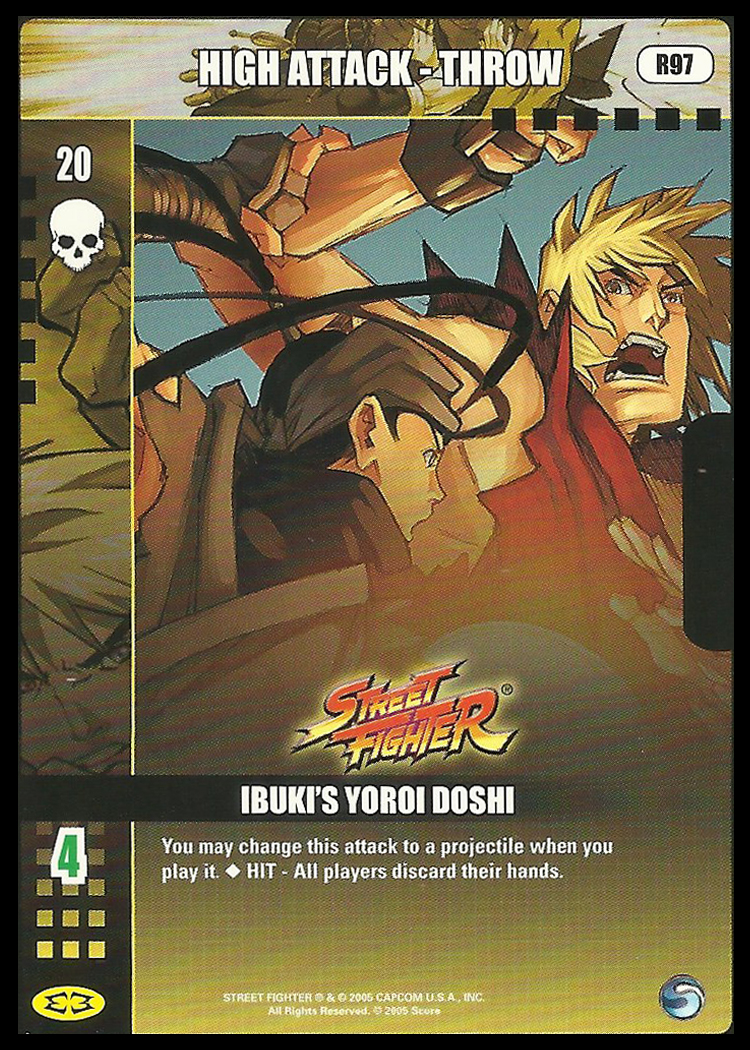 HIGH ATTACK - THROW
R97
20
STREET
FIGHTER®
IBUKI'S YOROI DOSHI
4
You may change this attack to a projectile when you
play it. ◆ HIT - All players discard their hands.
STREET FIGHTER ® & © 2005 CAPCOM U.S.A., INC.
All Rights Reserved. © 2005 Score